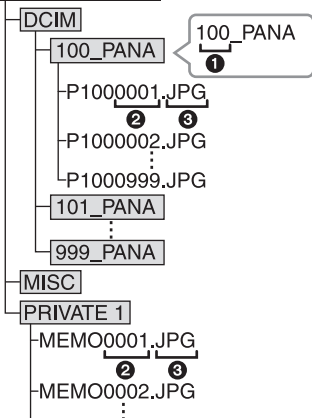 DCIM
100_PANA
100_PANA
❶
P1000001.JPG
❷ ❸
P1000002.JPG
P1000999.JPG
101_PANA
999_PANA
MISC
PRIVATE 1
MEMO0001.JPG
❷ ❸
MEMO0002.JPG